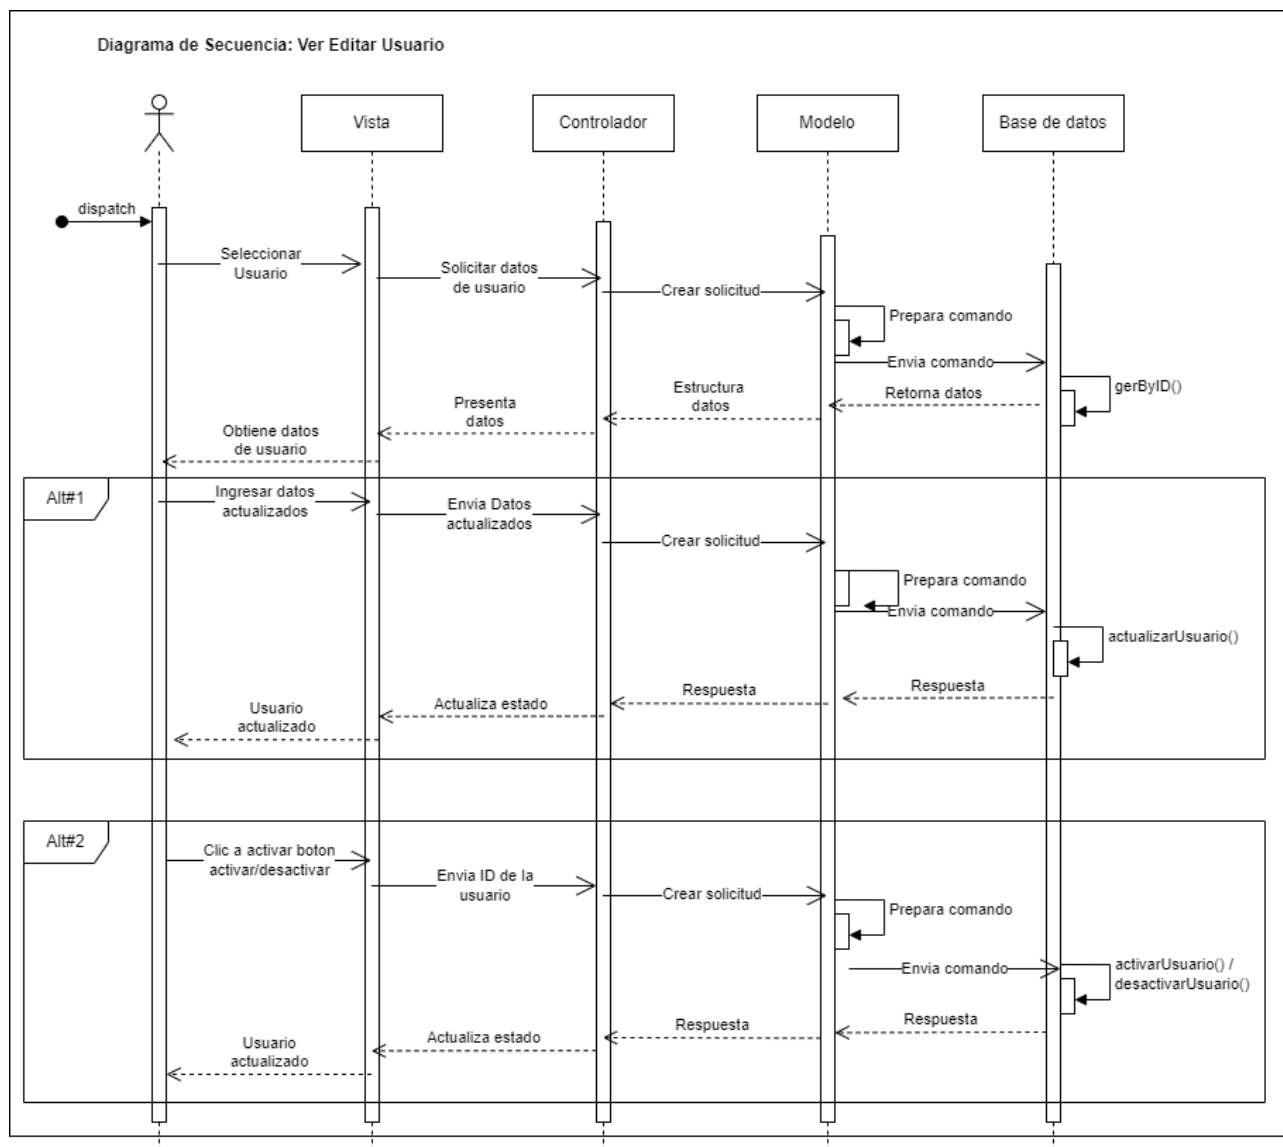 Diagrama de Secuencia: Ver Editar Usuario
Vista
Controlador
Modelo
Base de datos
dispatch
Seleccionar
Usuario
Solicitar datos
de usuario
Crear solicitud
Prepara comando
Envia comando
gerByID()
Retorna datos
Estructura
datos
Presenta
datos
Obtiene datos
de usuario
Alt#1
Ingresar datos
actualizados
Envia Datos
actualizados
Crear solicitud
Prepara comando
Envia comando
actualizarUsuario()
Respuesta
Respuesta
Actualiza estado
Usuario
actualizado
Alt#2
Clic a activar boton
activar/desactivar
Envia ID de la
usuario
Crear solicitud
Prepara comando
Envia comando
activarUsuario() /
desactivarUsuario()
Respuesta
Respuesta
Actualiza estado
Usuario
actualizado